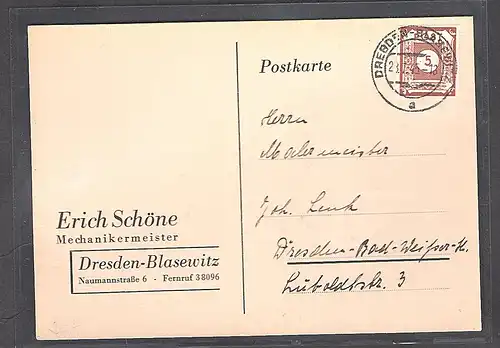 Postkarte
DRESDEN-BLASEWITZ
5
a
Herrn
Malermeister
Joh. Lenk
Dresden-Bad-Weißer-H.
Luboldtstr. 3
Erich Schöne
Mechanikermeister
Dresden-Blasewitz
Naumannstraße 6 - Fernruf 38096